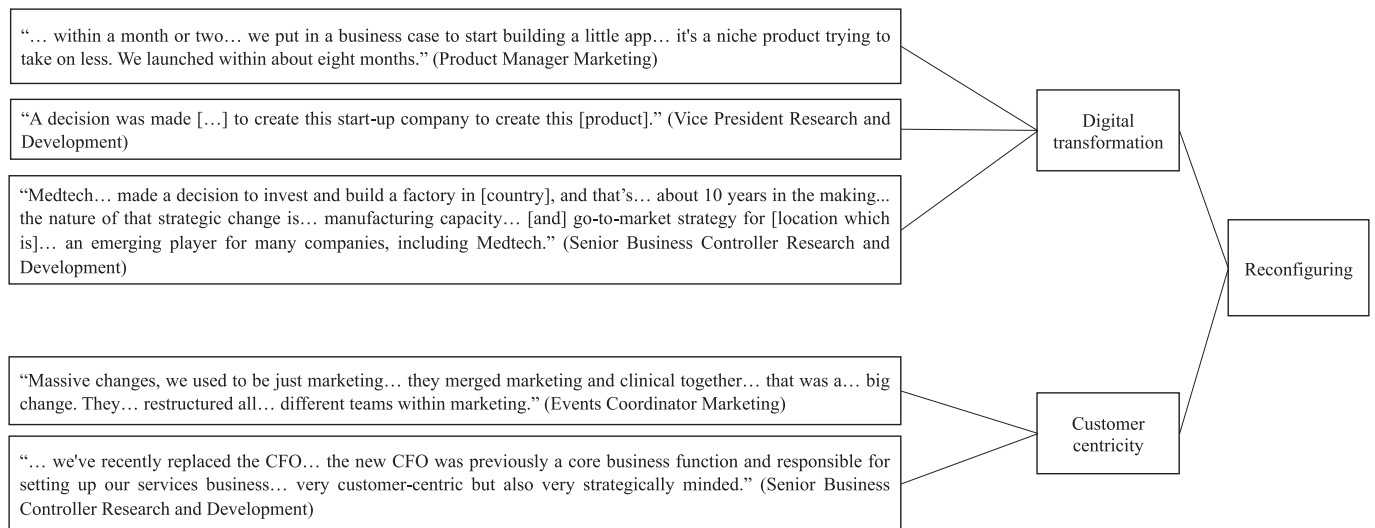 “… within a month or two… we put in a business case to start building a little app… it's a niche product trying to
take on less. We launched within about eight months.” (Product Manager Marketing)
“A decision was made […] to create this start-up company to create this [product].” (Vice President Research and
Development)
“Medtech… made a decision to invest and build a factory in [country], and that’s… about 10 years in the making...
the nature of that strategic change is… manufacturing capacity… [and] go-to-market strategy for [location which
is]… an emerging player for many companies, including Medtech.” (Senior Business Controller Research and
Development)
Digital
transformation
Reconfiguring
“Massive changes, we used to be just marketing… they merged marketing and clinical together… that was a… big
change. They… restructured all… different teams within marketing.” (Events Coordinator Marketing)
“… we've recently replaced the CFO… the new CFO was previously a core business function and responsible for
setting up our services business… very customer-centric but also very strategically minded.” (Senior Business
Controller Research and Development)
Customer
centricity